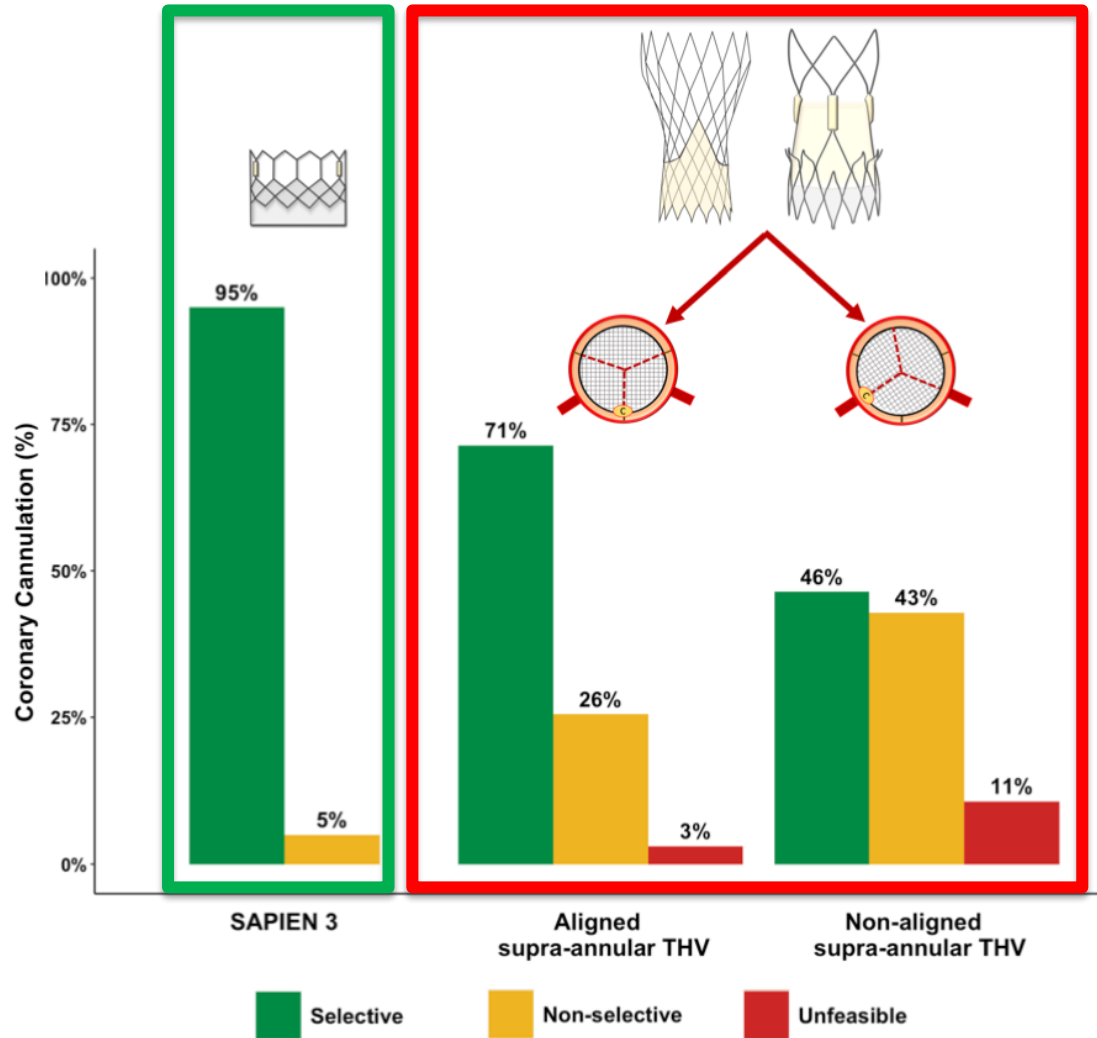 Coronary Cannulation (%)
100%
75%
50%
25%
0%
95%
5%
71%
26%
3%
46%
43%
11%
C
C
SAPIEN 3
Aligned
supra-annular THV
Non-aligned
supra-annular THV
Selective
Non-selective
Unfeasible